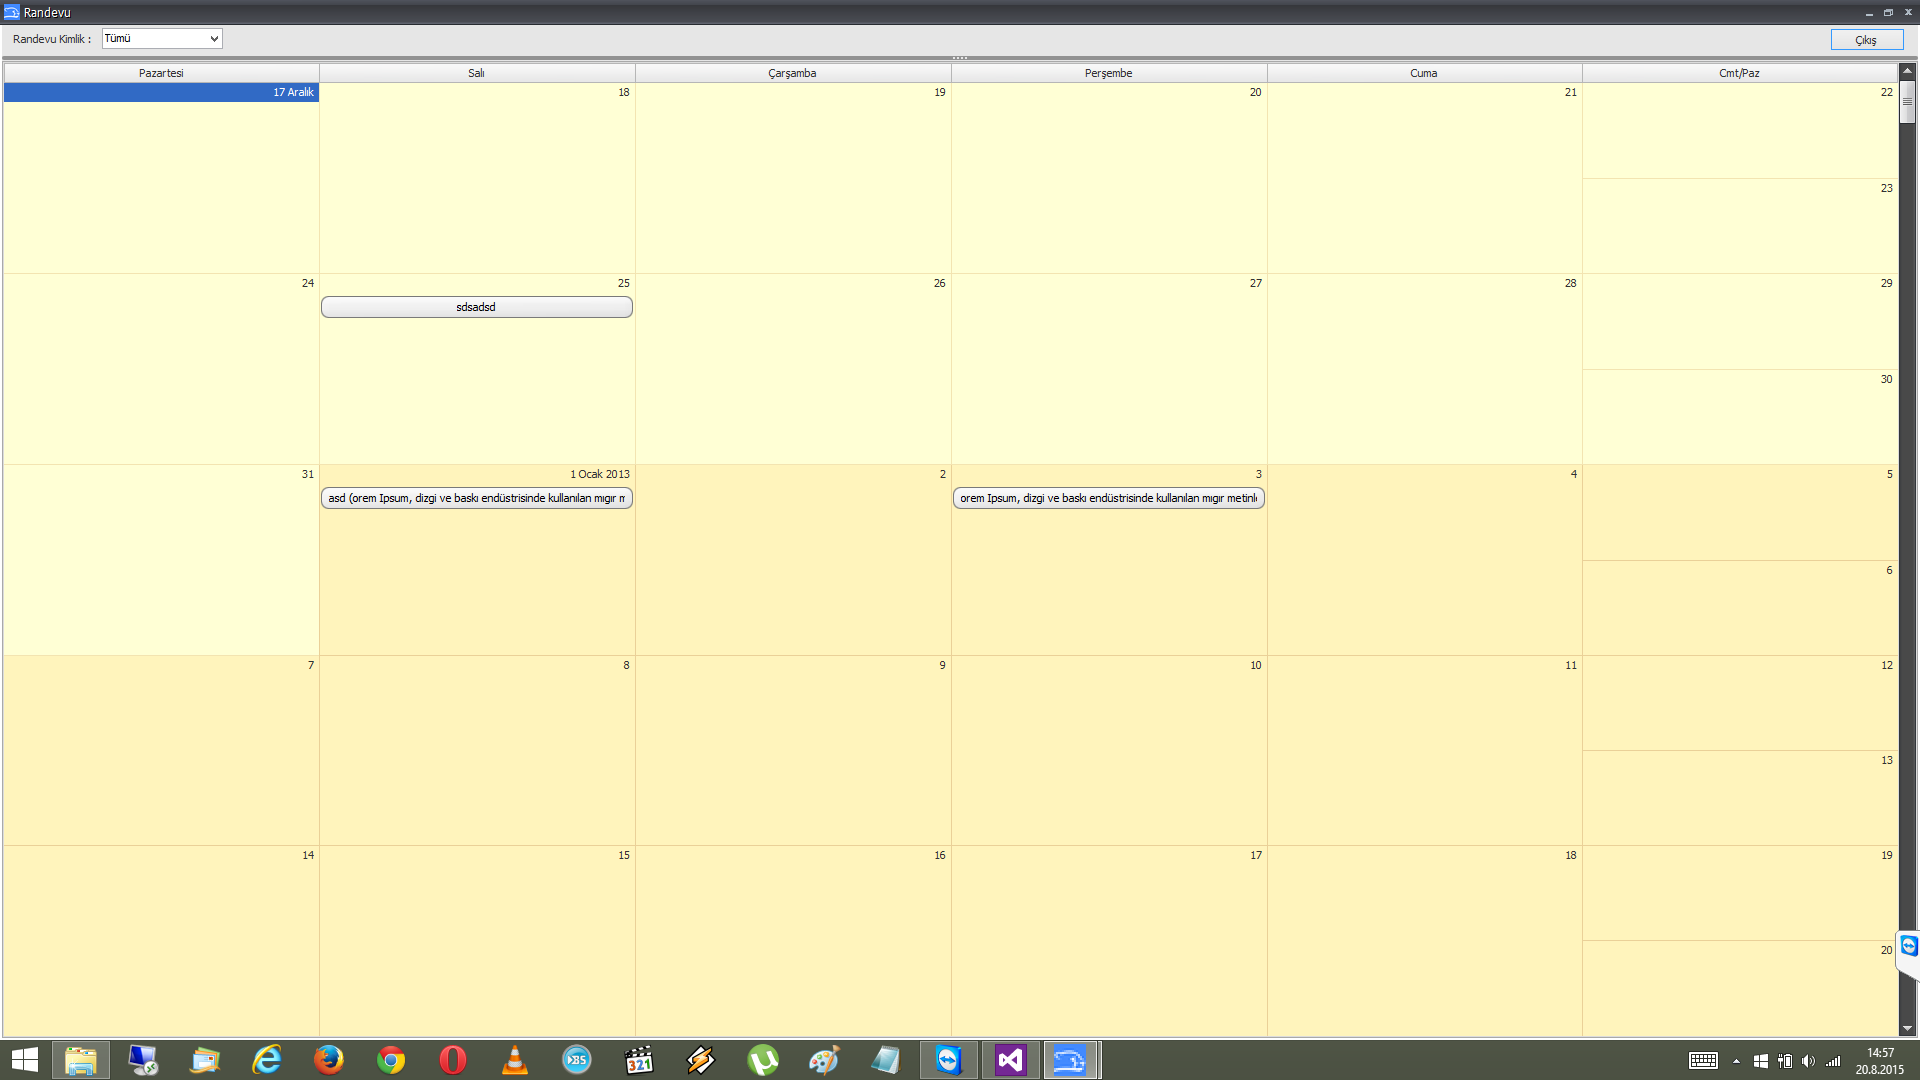 Randevu
Randevu Kimlik : Tümü Çıkış
Pazartesi Salı Çarşamba Perşembe Cuma Cmt/Paz
17 Aralık 18 19 20 21 22
23
24 25 26 27 28 29
sdsadsd
30
31 1 Ocak 2013 2 3 4 5
asd (orem Ipsum, dizgi ve baskı endüstrisinde kullanılan mıgır m orem Ipsum, dizgi ve baskı endüstrisinde kullanılan mıgır metinl
6
7 8 9 10 11 12
13
14 15 16 17 18 19
20
BS 321
14:57
20.8.2015